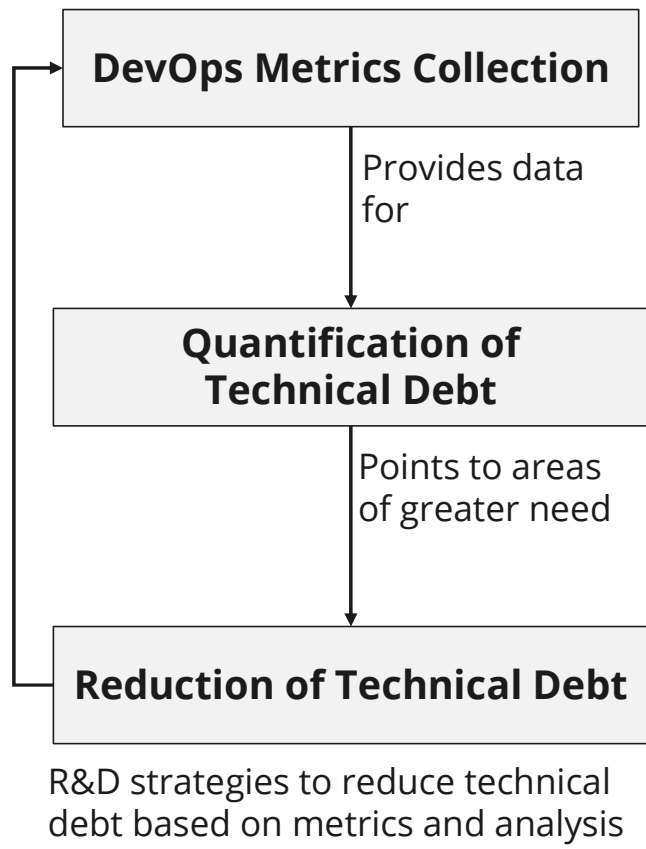 DevOps Metrics Collection
Provides data
for
Quantification of
Technical Debt
Points to areas
of greater need
Reduction of Technical Debt
R&D strategies to reduce technical
debt based on metrics and analysis